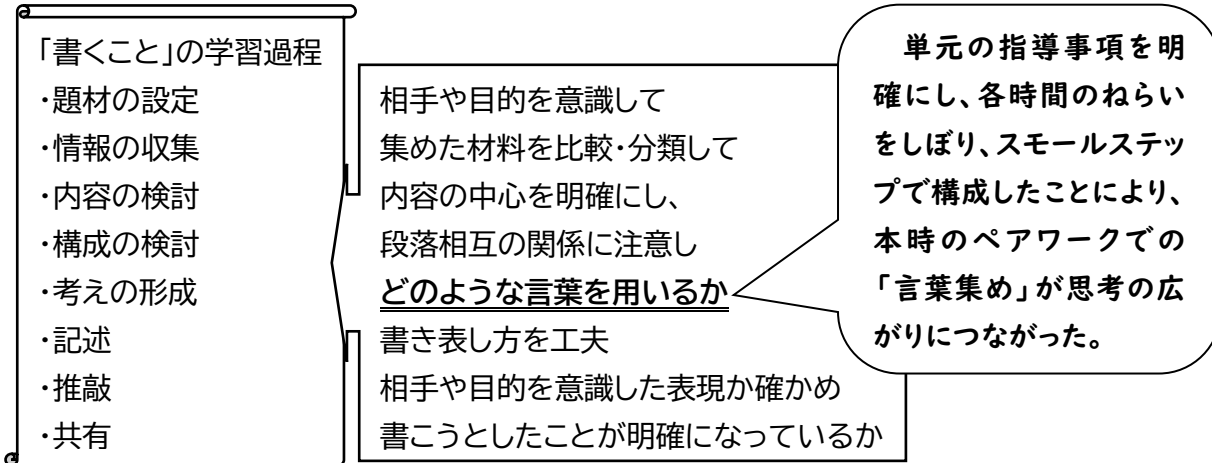 「書くこと」の学習過程
・題材の設定
・情報の収集
・内容の検討
・構成の検討
・考えの形成
・記述
・推敲
・共有
相手や目的を意識して
集めた材料を比較・分類して
内容の中心を明確にし、
段落相互の関係に注意し
どのような言葉を用いるか
書き表し方を工夫
相手や目的を意識した表現か確かめ
書こうとしたことが明確になっているか
単元の指導事項を明
確にし、各時間のねらい
をしぼり、スモールステッ
プで構成したことにより、
本時のペアワークでの
「言葉集め」が思考の広
がりにつながった。